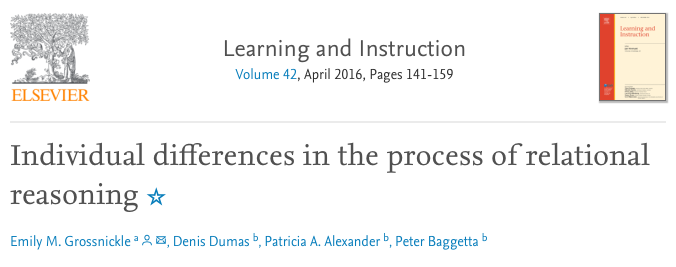 Learning and Instruction
Volume 42, April 2016, Pages 141-159
ELSEVIER
Learning and
Instruction
Individual differences in the process of relational
reasoning
Emily M. Grossnickle a, Denis Dumas b, Patricia A. Alexander b, Peter Baggetta b